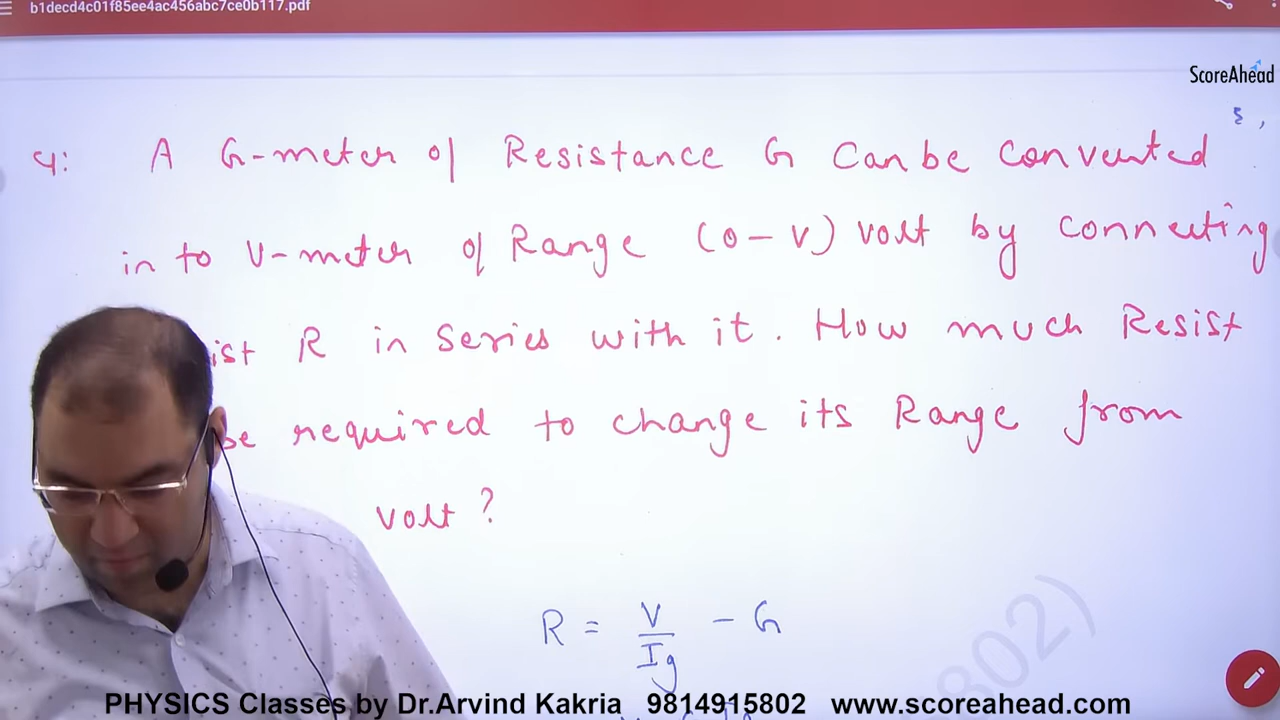 b1decd4c01f85ee4ac456abc7ce0b117.pdf
ScoreAhead
4: A G-meter of Resistance G can be converted
in to V-meter of Range (0-V) volt by connecting
ist R in series with it. How much Resist
be required to change its Range from
volt?
R = V/Ig - G
802)
PHYSICS Classes by Dr.Arvind Kakria 9814915802 www.scoreahead.com